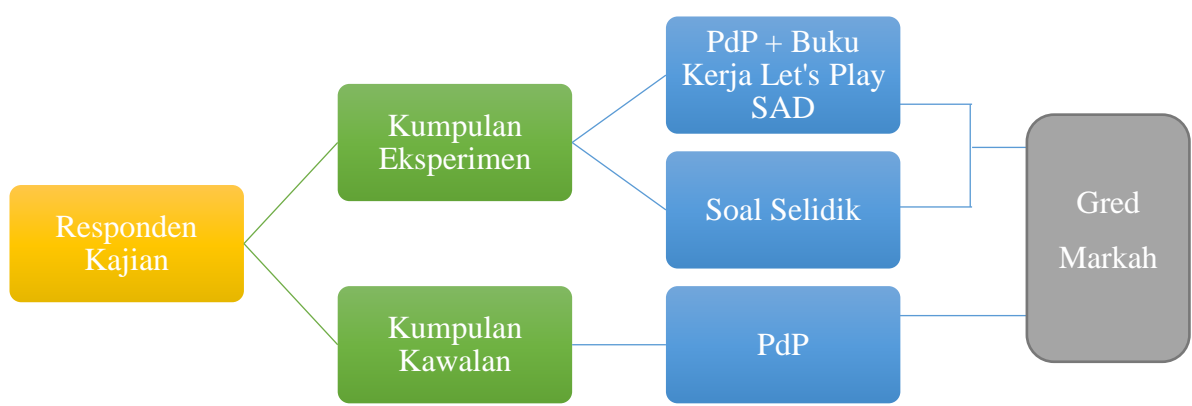 Responden
Kajian
Kumpulan
Eksperimen
Kumpulan
Kawalan
PdP + Buku
Kerja Let's Play
SAD
Soal Selidik
PdP
Gred
Markah